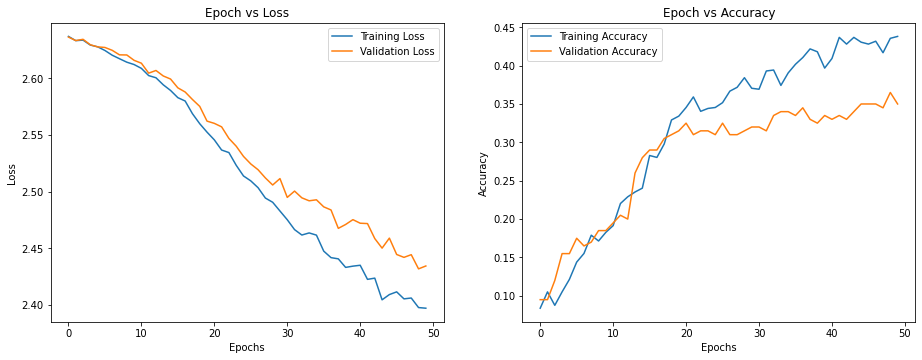 Epoch vs Loss
Training Loss
Validation Loss
2.60
2.55
2.50
2.45
2.40
Loss
0
10
20
30
40
50
Epochs
Epoch vs Accuracy
Training Accuracy
Validation Accuracy
0.45
0.40
0.35
0.30
0.25
0.20
0.15
0.10
Accuracy
0
10
20
30
40
50
Epochs